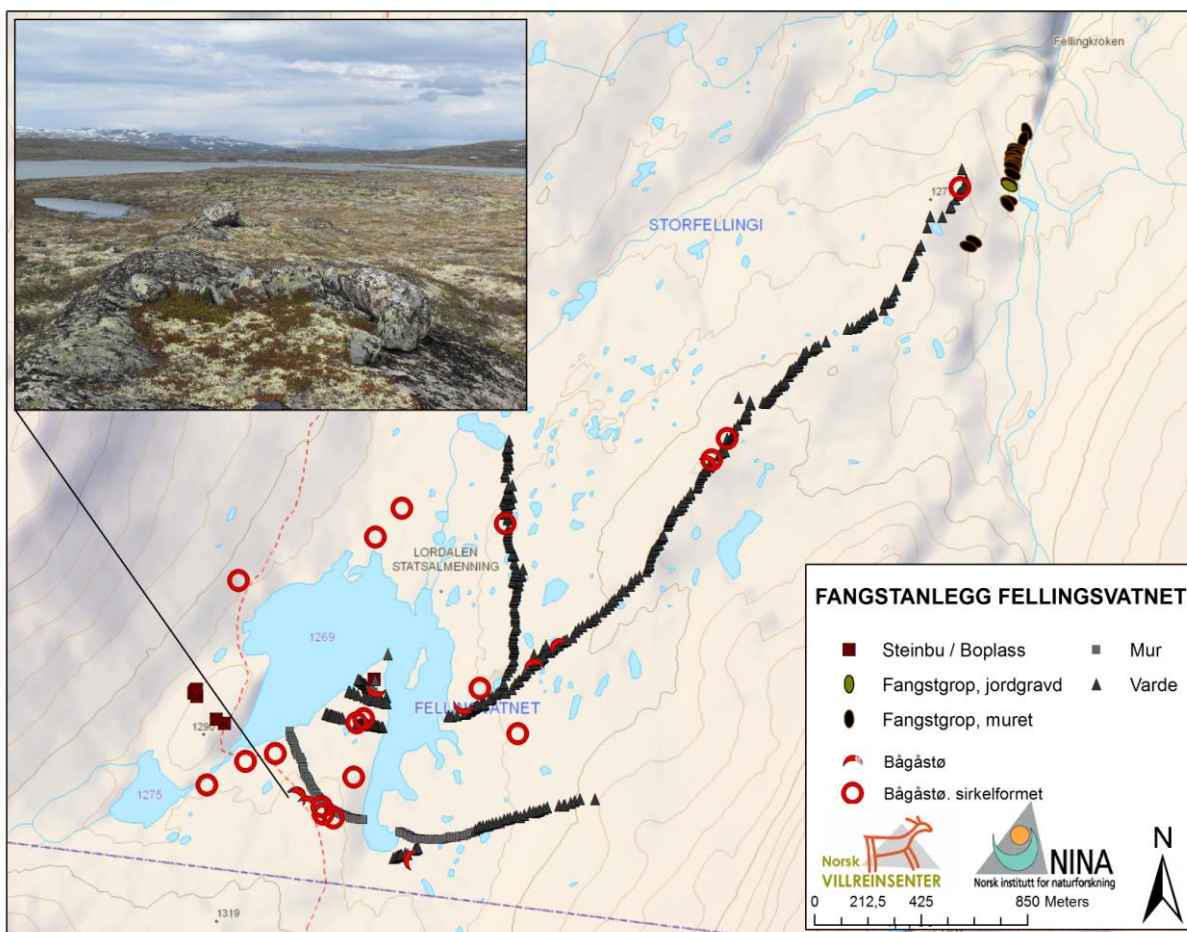 Fellingkroken
127
STORFELLINGI
LORDALEN
STATSALMENNING
1269
FELLINGSVATNET
1290
1275
1319
FANGSTANLEGG FELLINGSVATNET
Steinbu / Boplass
Fangstgrop, jordgravd
Fangstgrop, muret
Bågåstø
Bågåstø. sirkelformet
Mur
Varde
Norsk
VILLREINSENTER
NINA
Norsk institutt for naturforskning
N
0 212,5 425 850 Meters